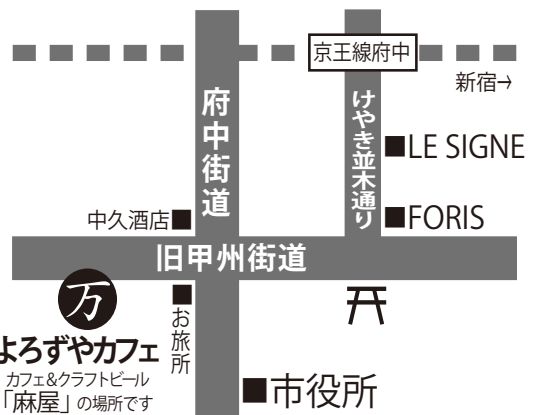 京王線府中
新宿→
府中街道
けやき並木通り
■LE SIGNE
中久酒店■
■FORIS
旧甲州街道
万
よろずやカフェ
カフェ&クラフトビール
「麻屋」の場所です
■お旅所
■市役所